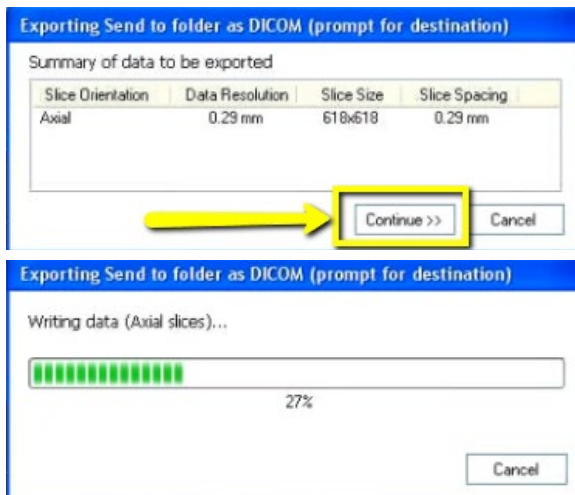 Exporting Send to folder as DICOM (prompt for destination)
Summary of data to be exported
Slice Orientation Data Resolution Slice Size Slice Spacing
Axial 0.29 mm 618x618 0.29 mm
Continue >> Cancel
Exporting Send to folder as DICOM (prompt for destination)
Writing data (Axial slices)...
27%
Cancel